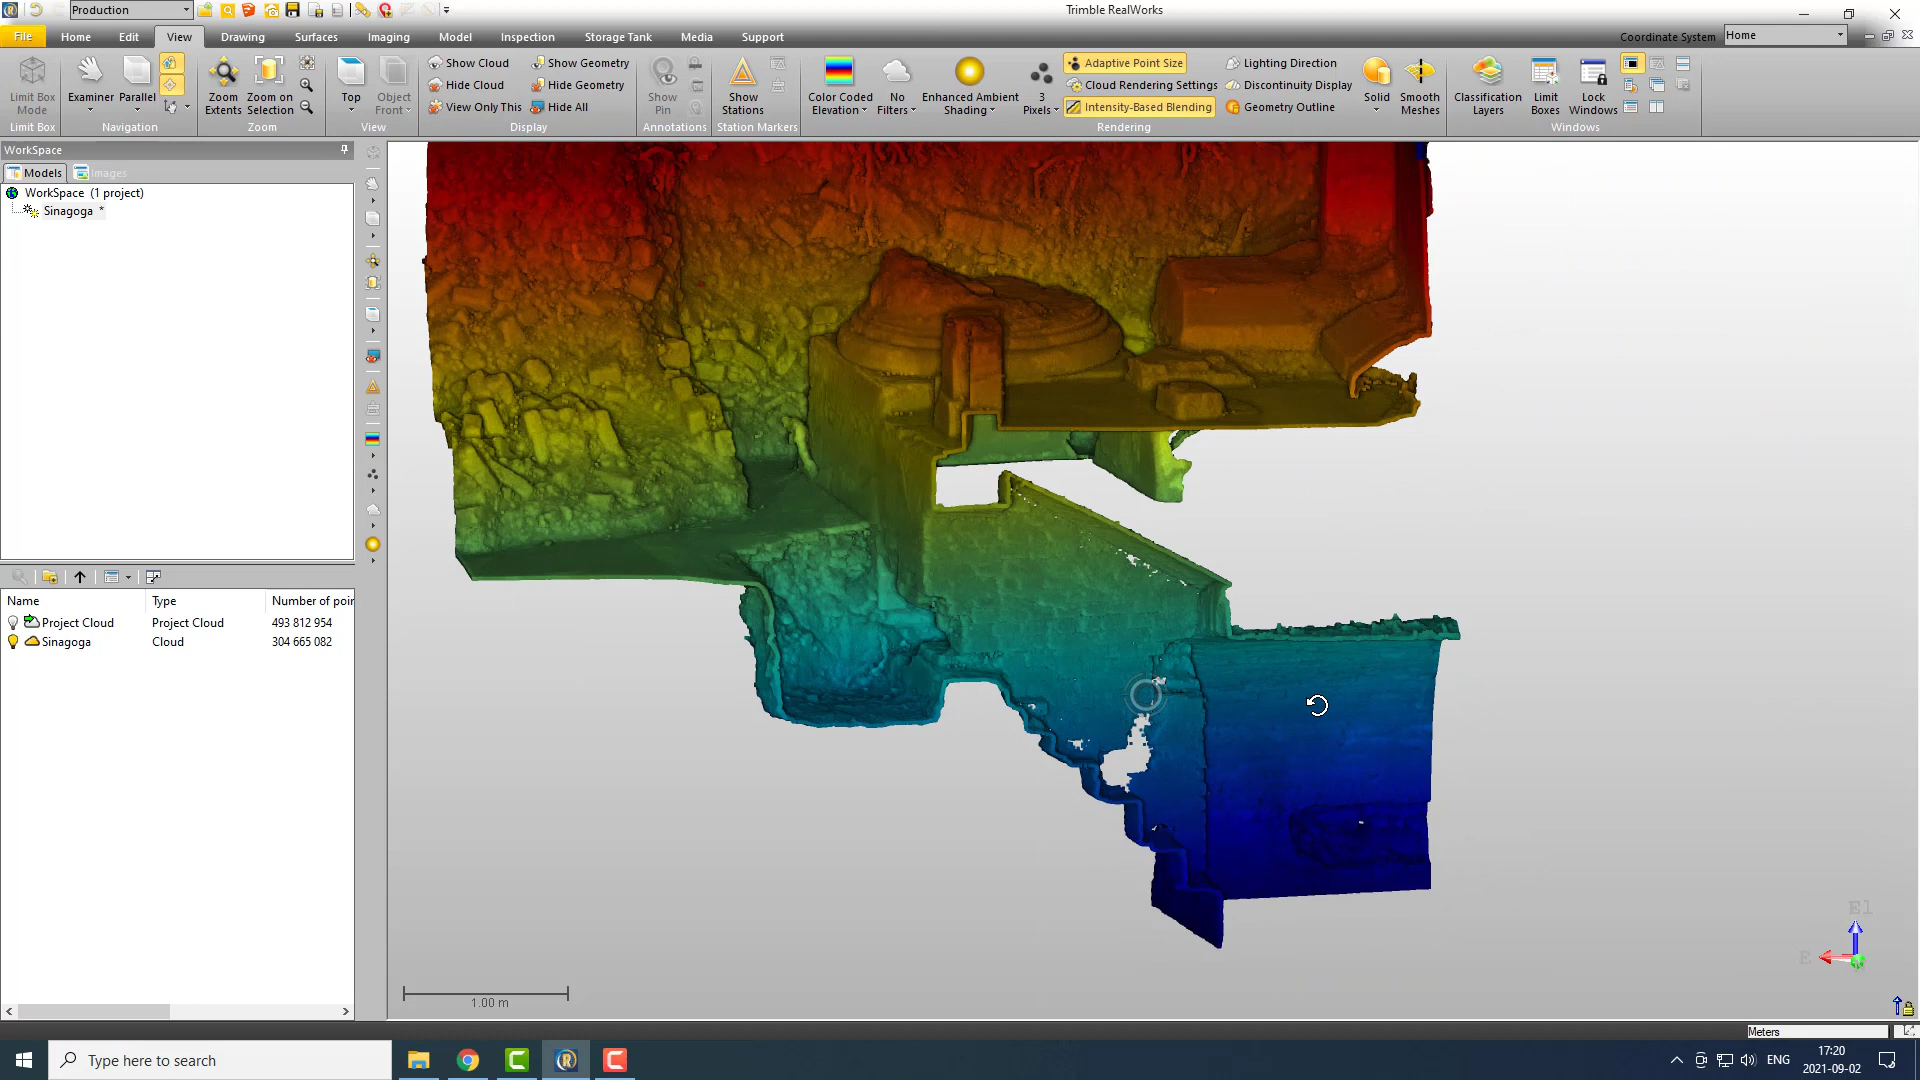 Production
Trimble RealWorks
File
Home
Edit
View
Drawing
Surfaces
Imaging
Model
Inspection
Storage Tank
Media
Support
Coordinate System
Home
Limit Box Mode
Examiner
Parallel
Zoom Extents
Zoom on Selection
Top
Object Front
Show Cloud
Hide Cloud
View Only This
Show Geometry
Hide Geometry
Hide All
Show Pin
Show Stations
Color Coded Elevation
No Filters
Enhanced Ambient Shading
3 Pixels
Adaptive Point Size
Cloud Rendering Settings
Intensity-Based Blending
Lighting Direction
Discontinuity Display
Geometry Outline
Solid
Smooth Meshes
Classification Layers
Limit Boxes
Lock Windows
Limit Box
Navigation
Zoom
View
Display
Annotations
Station Markers
Rendering
Windows
WorkSpace
Models
Images
WorkSpace (1 project)
Sinagoga *
Name Type Number of poir
Project Cloud Project Cloud 493 812 954
Sinagoga Cloud 304 665 082
1.00 m
El
E
Meters
Type here to search
ENG
17:20
2021-09-02